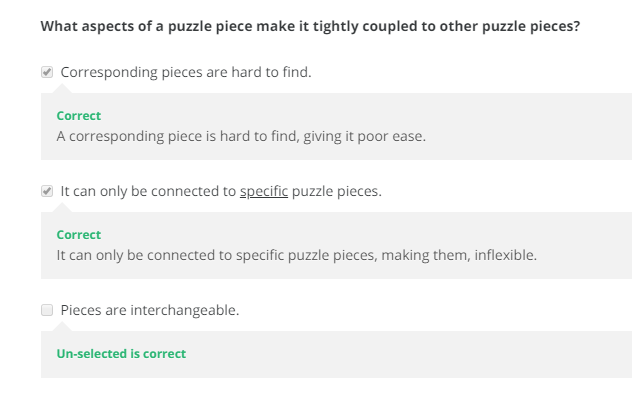 What aspects of a puzzle piece make it tightly coupled to other puzzle pieces?
Corresponding pieces are hard to find.
Correct
A corresponding piece is hard to find, giving it poor ease.
It can only be connected to specific puzzle pieces.
Correct
It can only be connected to specific puzzle pieces, making them, inflexible.
Pieces are interchangeable.
Un-selected is correct